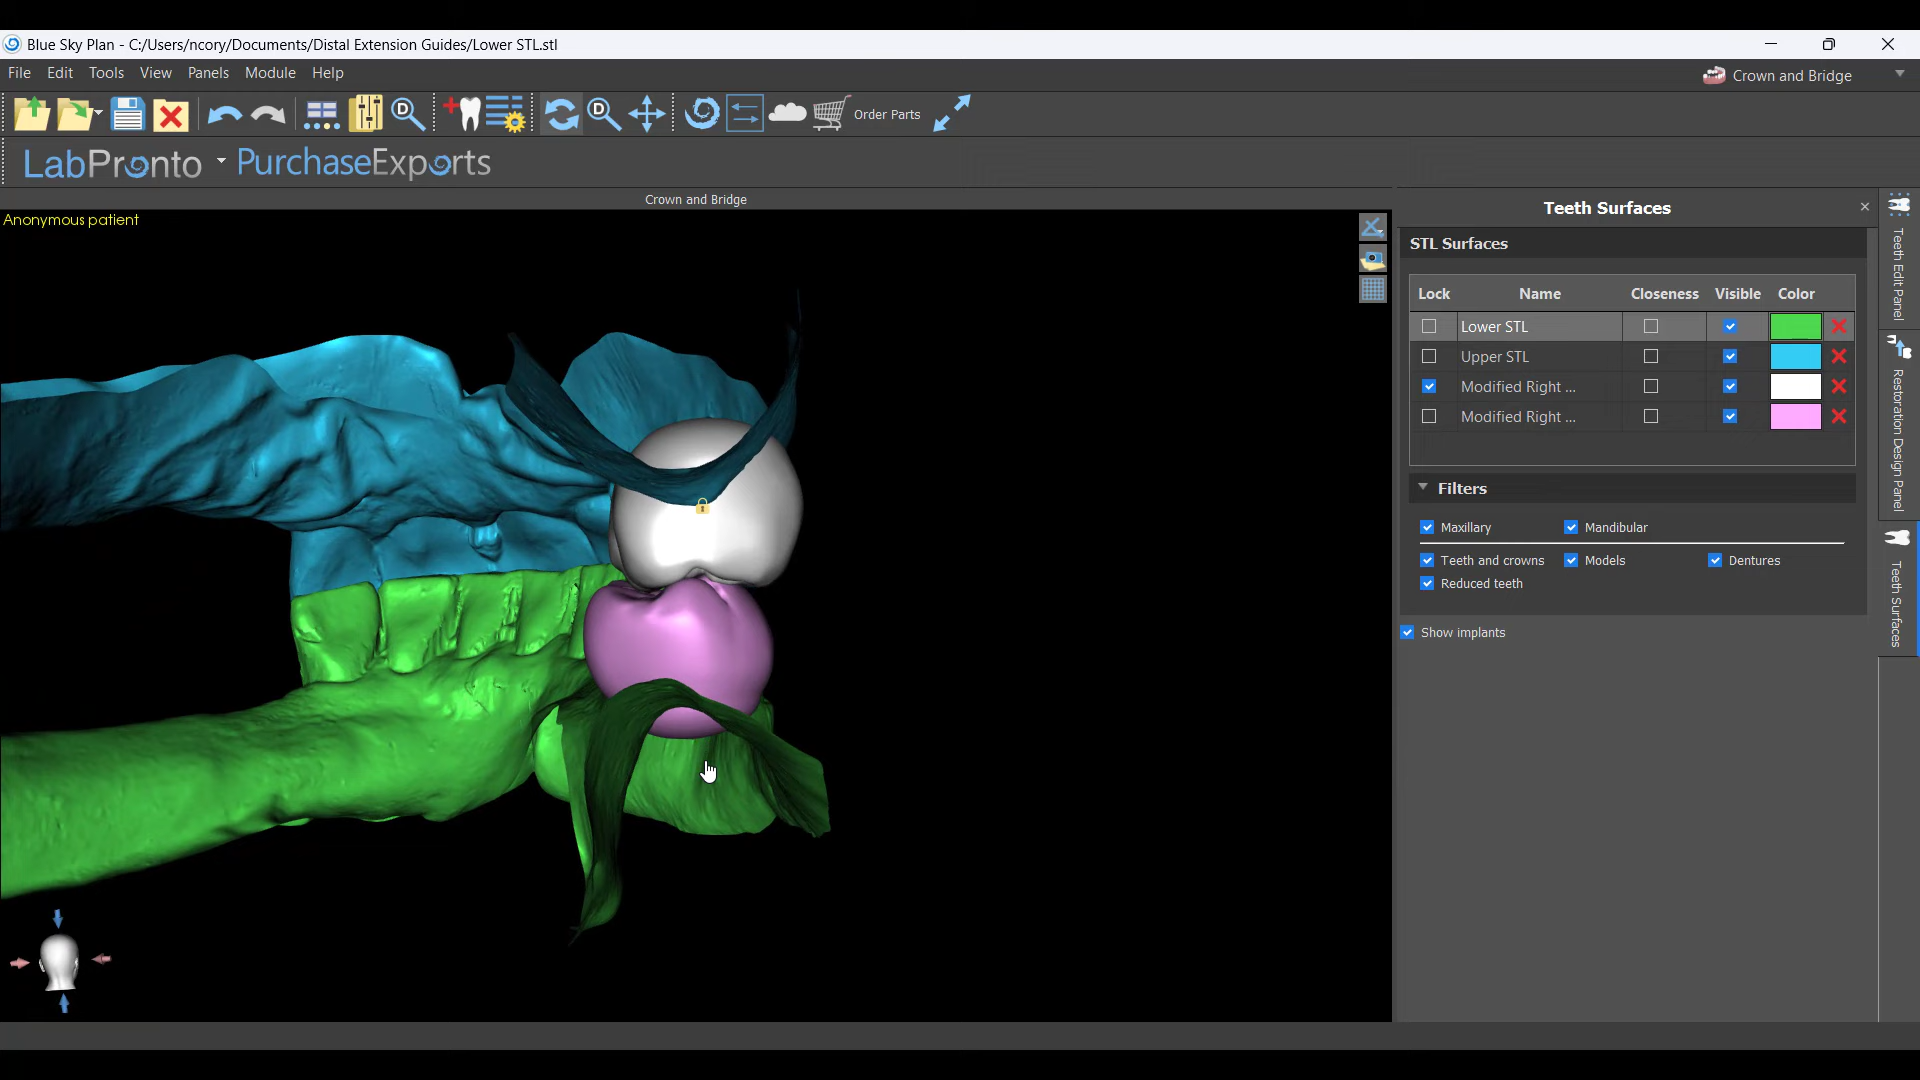 Blue Sky Plan - C:/Users/ncory/Documents/Distal Extension Guides/Lower STL.stl
File Edit Tools View Panels Module Help
Crown and Bridge
Order Parts
LabPronto PurchaseExports
Crown and Bridge
Anonymous patient
Teeth Surfaces
STL Surfaces
Lock Name Closeness Visible Color
Lower STL
Upper STL
Modified Right ...
Modified Right ...
Filters
Maxillary Mandibular
Teeth and crowns Models Dentures
Reduced teeth
Show implants
Teeth Edit Panel
Restoration Design Panel
Teeth Surfaces